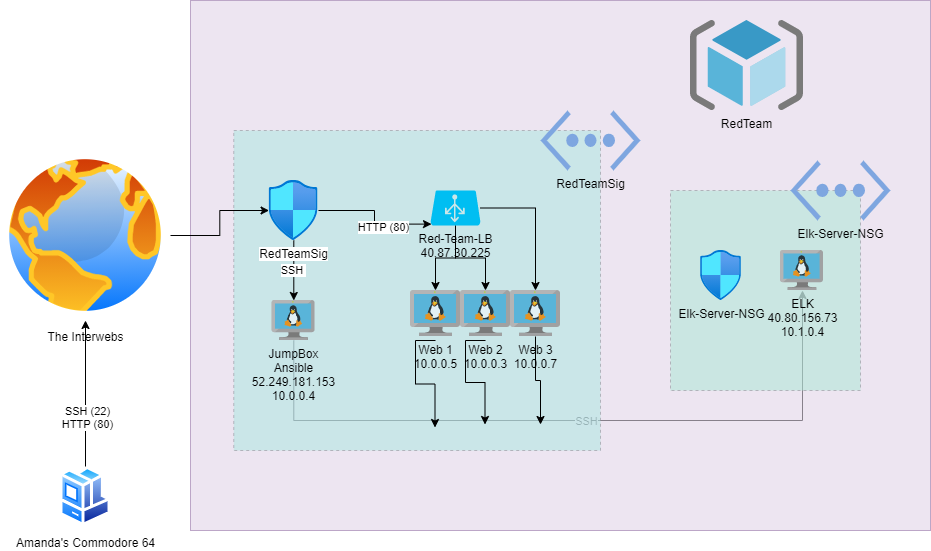 RedTeam
RedTeamSig
Elk-Server-NSG
RedTeamSig
SSH
HTTP (80)
Red-Team-LB
40.87.30.225
Elk-Server-NSG
ELK
40.80.156.73
10.1.0.4
The Interwebs
JumpBox
Ansible
52.249.181.153
10.0.0.4
Web 1
10.0.0.5
Web 2
10.0.0.3
Web 3
10.0.0.7
SSH
SSH (22)
HTTP (80)
Amanda's Commodore 64